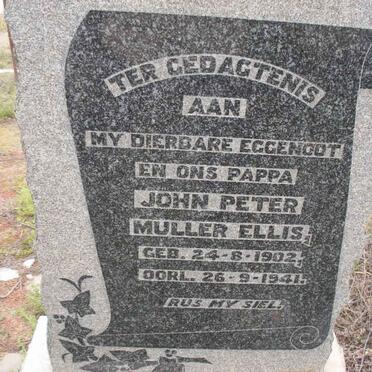 TER GEDAGTENIS
AAN
MY DIERBARE EGGENOOT
EN ONS PAPPA
JOHN PETER
MULLER ELLIS,
GEB. 24-8-1902.
OORL. 26-9-1941.
RUS MY SIEL.